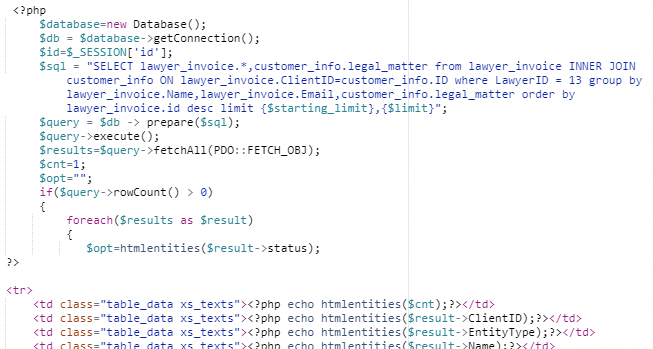 <?php
$database=new Database();
$db = $database->getConnection();
$id=$_SESSION['id'];
$sql = "SELECT lawyer_invoice.*,customer_info.legal_matter from lawyer_invoice INNER JOIN
customer_info ON lawyer_invoice.ClientID=customer_info.ID where LawyerID = 13 group by
lawyer_invoice.Name,lawyer_invoice.Email,customer_info.legal_matter order by
lawyer_invoice.id desc limit {$starting_limit},{$limit}";
$query = $db -> prepare($sql);
$query->execute();
$results=$query->fetchAll(PDO::FETCH_OBJ);
$cnt=1;
$opt="";
if($query->rowCount() > 0)
{
foreach($results as $result)
{
$opt=htmlentities($result->status);
?>
<tr>
<td class="table_data xs_texts"><?php echo htmlentities($cnt);?></td>
<td class="table_data xs_texts"><?php echo htmlentities($result->ClientID);?></td>
<td class="table_data xs_texts"><?php echo htmlentities($result->EntityType);?></td>
<td class="table_data xs_texts"><?php echo htmlentities($result->Name);?></td>